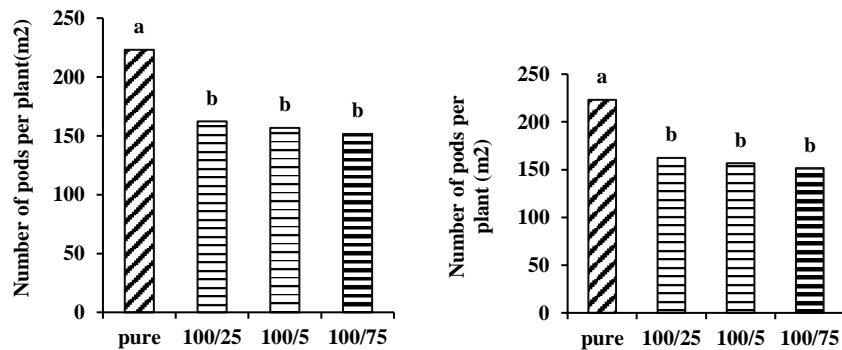 Number of pods per plant(m2)
250
200
150
100
50
0
a
b
b
b
pure 100/25 100/5 100/75
Number of pods per
plant (m2)
250
200
150
100
50
0
a
b
b
b
pure 100/25 100/5 100/75